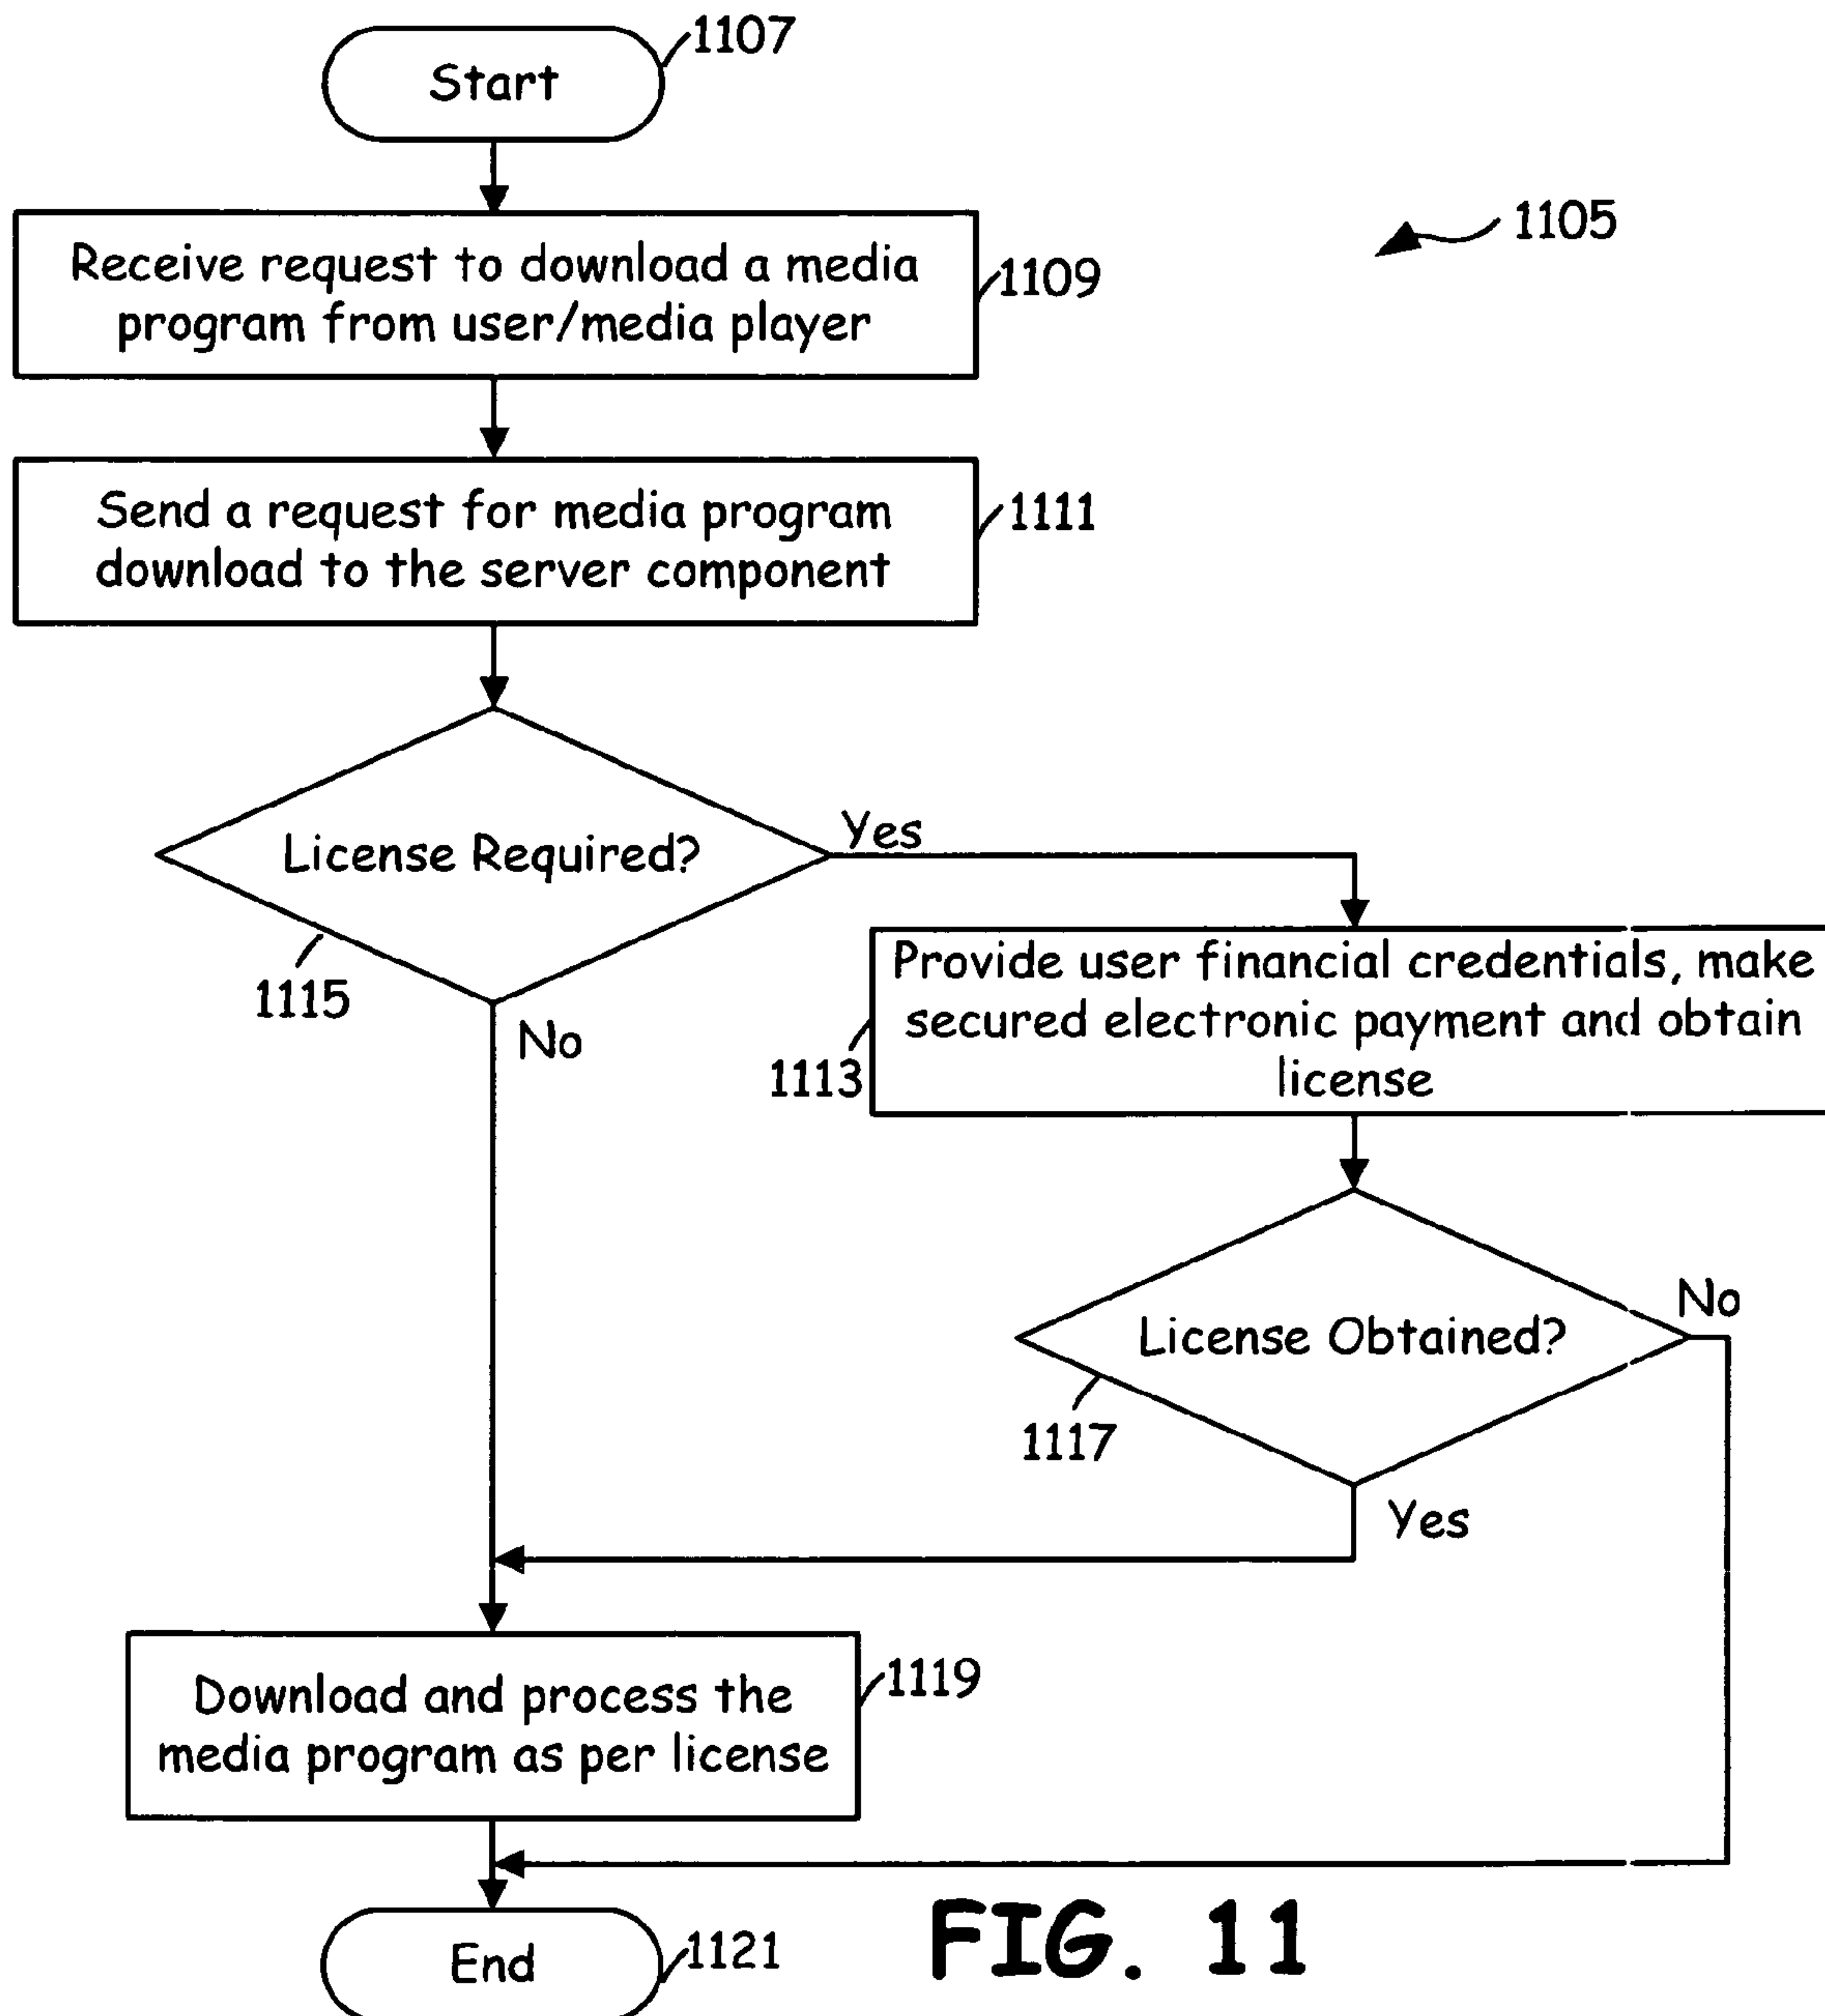 Start
1107
1105
Receive request to download a media
program from user/media player
1109
Send a request for media program
download to the server component
1111
License Required?
Yes
1115
No
Provide user financial credentials, make
secured electronic payment and obtain
license
1113
License Obtained?
No
1117
Yes
Download and process the
media program as per license
1119
End
1121
FIG. 11